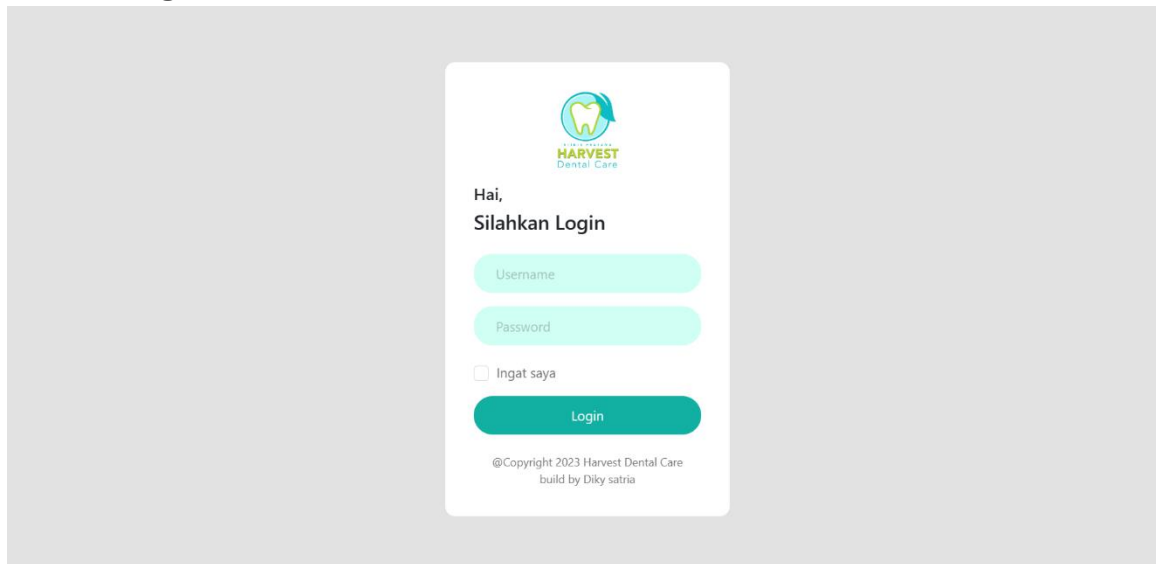 HARVEST
Dental Care
Hai,
Silahkan Login
Username
Password
Ingat saya
Login
@Copyright 2023 Harvest Dental Care
build by Diky satria